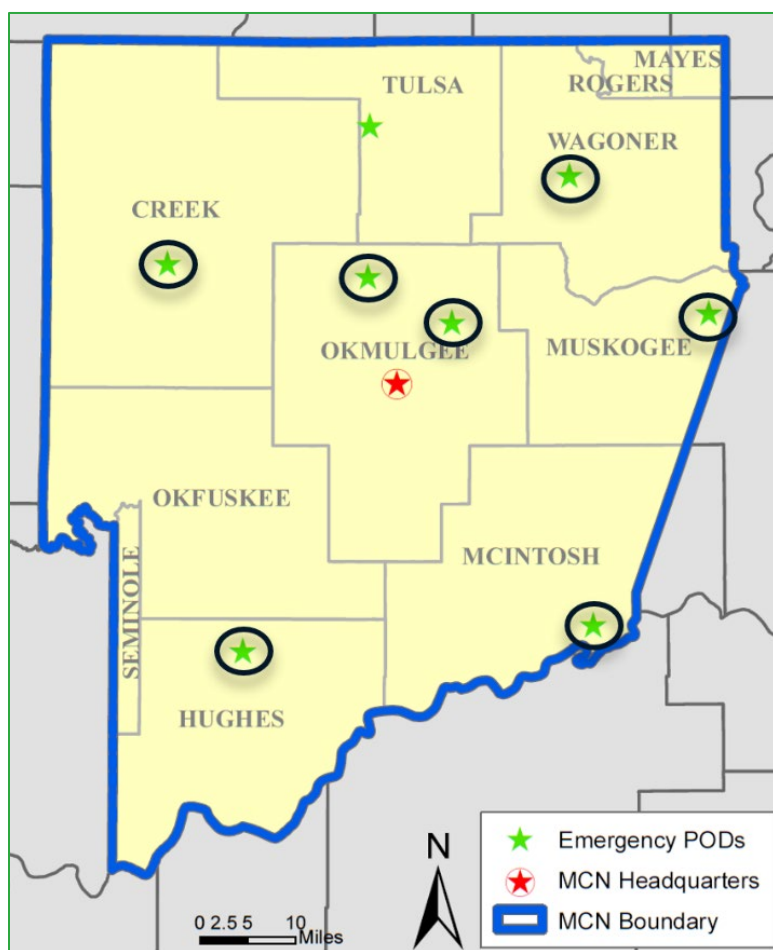 MAYES
TULSA
ROGERS
WAGONER
CREEK
OKMULGEE
MUSKOGEE
OKFUSKEE
MCINTOSH
SEMINOLE
HUGHES
N
0 2.5 5 10
Miles
Emergency PODs
MCN Headquarters
MCN Boundary